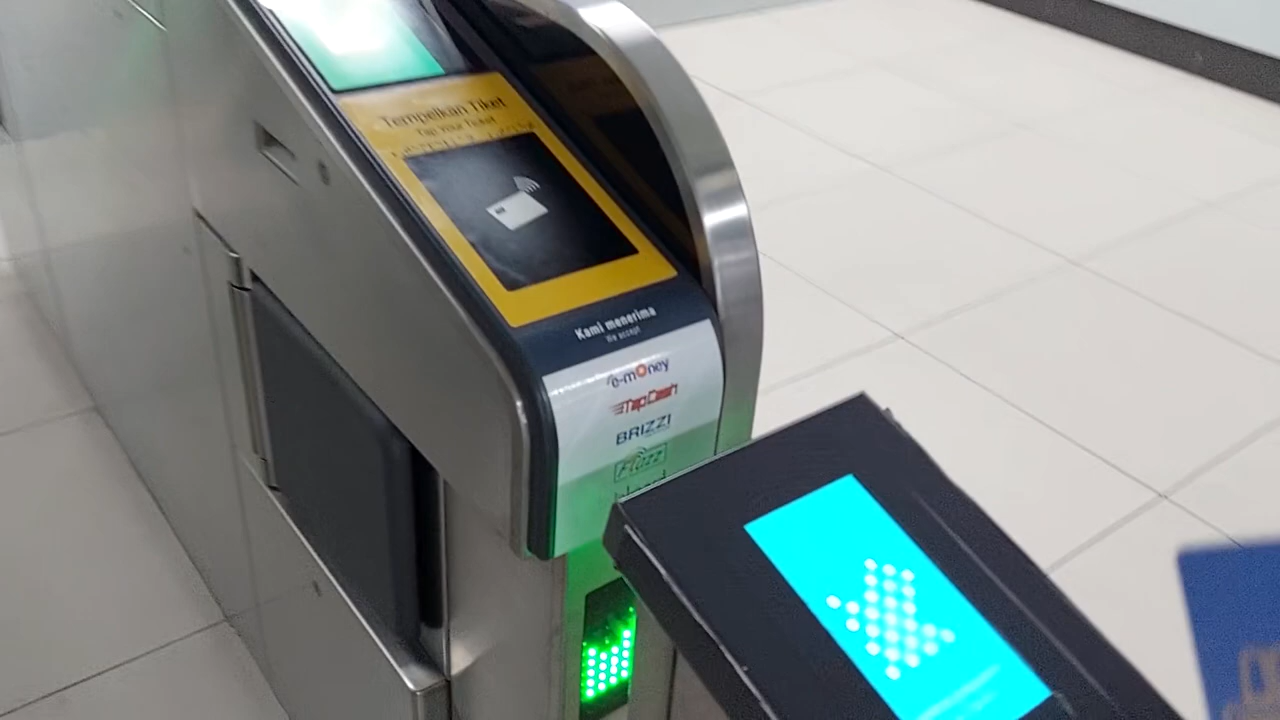 Tempelkan Tiket
Tap Your Ticket
Kami menerima
We accept
e-money
TapCash
BRIZZI
Flazz